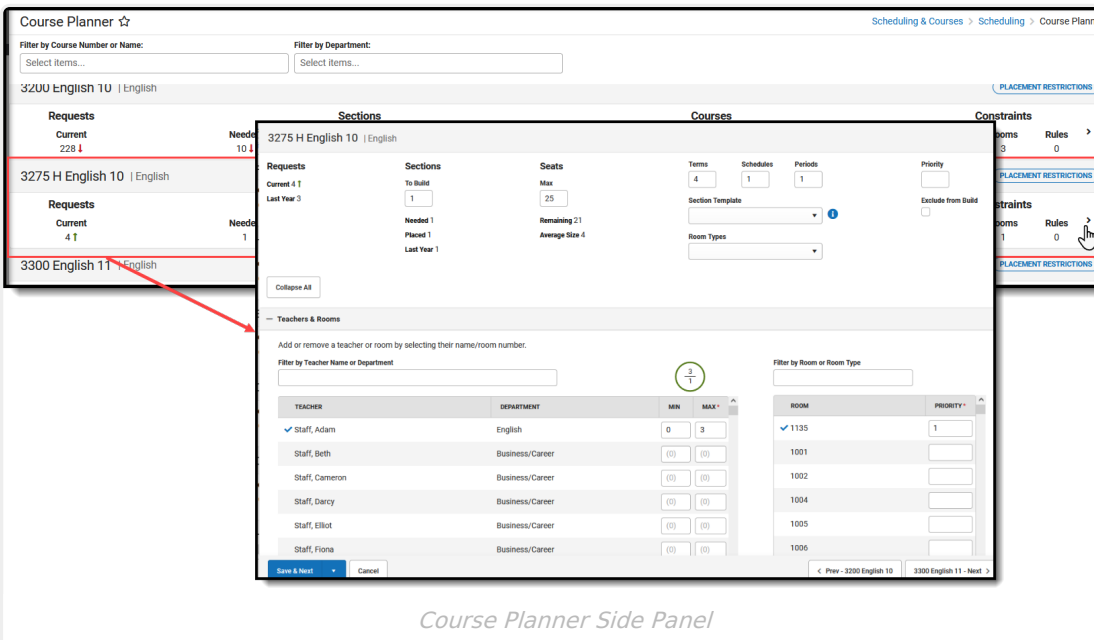 Course Planner ☆
Scheduling & Courses > Scheduling > Course Plann
Filter by Course Number or Name:
Filter by Department:
Select items...
Select items...
3200 English 10 | English
PLACEMENT RESTRICTIONS
Requests
Sections
Courses
Constraints
Current
Neede
ooms
Rules
228
10
3
0
3275 H English 10 | English
PLACEMENT RESTRICTIONS
Requests
straints
Current
Neede
ooms
Rules
4
1
1
0
3300 English 11 | English
PLACEMENT RESTRICTIONS
3275 H English 10 | English
Requests
Sections
Seats
Terms
Schedules
Periods
Priority
Current 4
To Build
Max
4
1
1
Last Year 3
1
25
Section Template
Exclude from Build
Needed 1
Remaining 21
Placed 1
Average Size 4
Room Types
Last Year 1
Collapse All
Teachers & Rooms
Add or remove a teacher or room by selecting their name/room number.
Filter by Teacher Name or Department
3
1
Filter by Room or Room Type
TEACHER
DEPARTMENT
MIN
MAX*
ROOM
PRIORITY*
Staff, Adam
English
0
3
1135
1
Staff, Beth
Business/Career
(0)
(0)
1001
Staff, Cameron
Business/Career
(0)
(0)
1002
Staff, Darcy
Business/Career
(0)
(0)
1004
Staff, Elliot
Business/Career
(0)
(0)
1005
Staff, Fiona
Business/Career
(0)
(0)
1006
Save & Next
Cancel
< Prev - 3200 English 10
3300 English 11 - Next >
Course Planner Side Panel